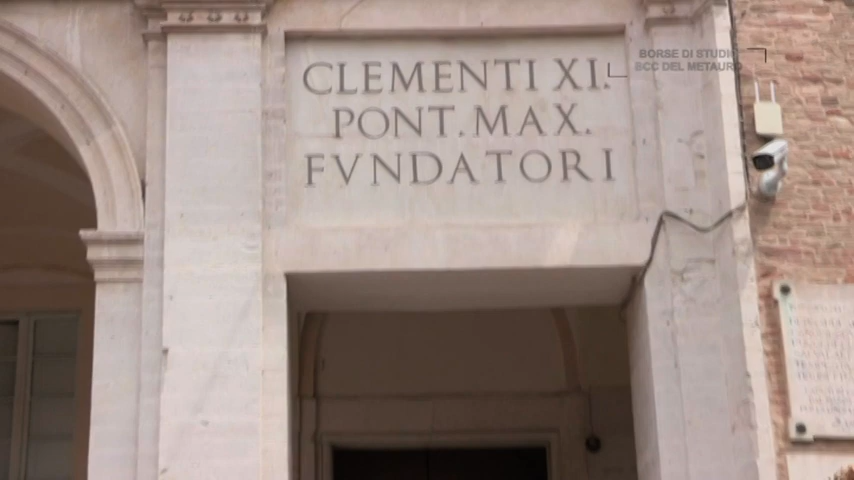 BORSE DI STUDIO
BCC DEL METAURO
CLEMENTI XI.
PONT. MAX.
FVNDATORI